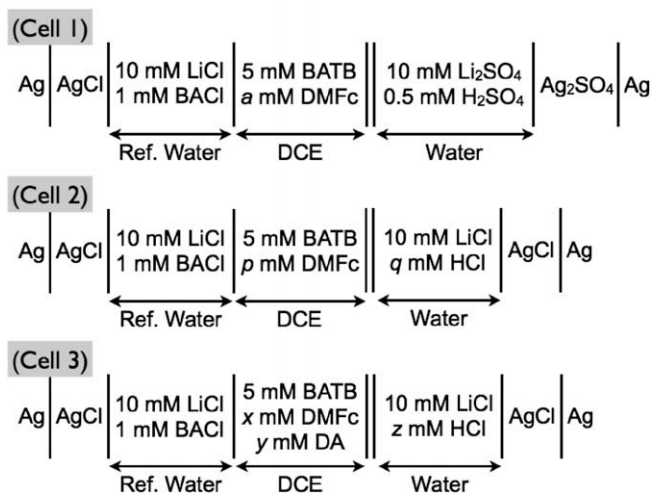 (Cell 1)
Ag AgCl 10 mM LiCl 5 mM BATB 10 mM Li₂SO₄ Ag₂SO₄ Ag
1 mM BACl a mM DMFc 0.5 mM H₂SO₄
Ref. Water DCE Water
(Cell 2)
Ag AgCl 10 mM LiCl 5 mM BATB 10 mM LiCl AgCl Ag
1 mM BACl p mM DMFc q mM HCl
Ref. Water DCE Water
(Cell 3)
5 mM BATB
Ag AgCl 10 mM LiCl x mM DMFc 10 mM LiCl AgCl Ag
1 mM BACl y mM DA z mM HCl
Ref. Water DCE Water